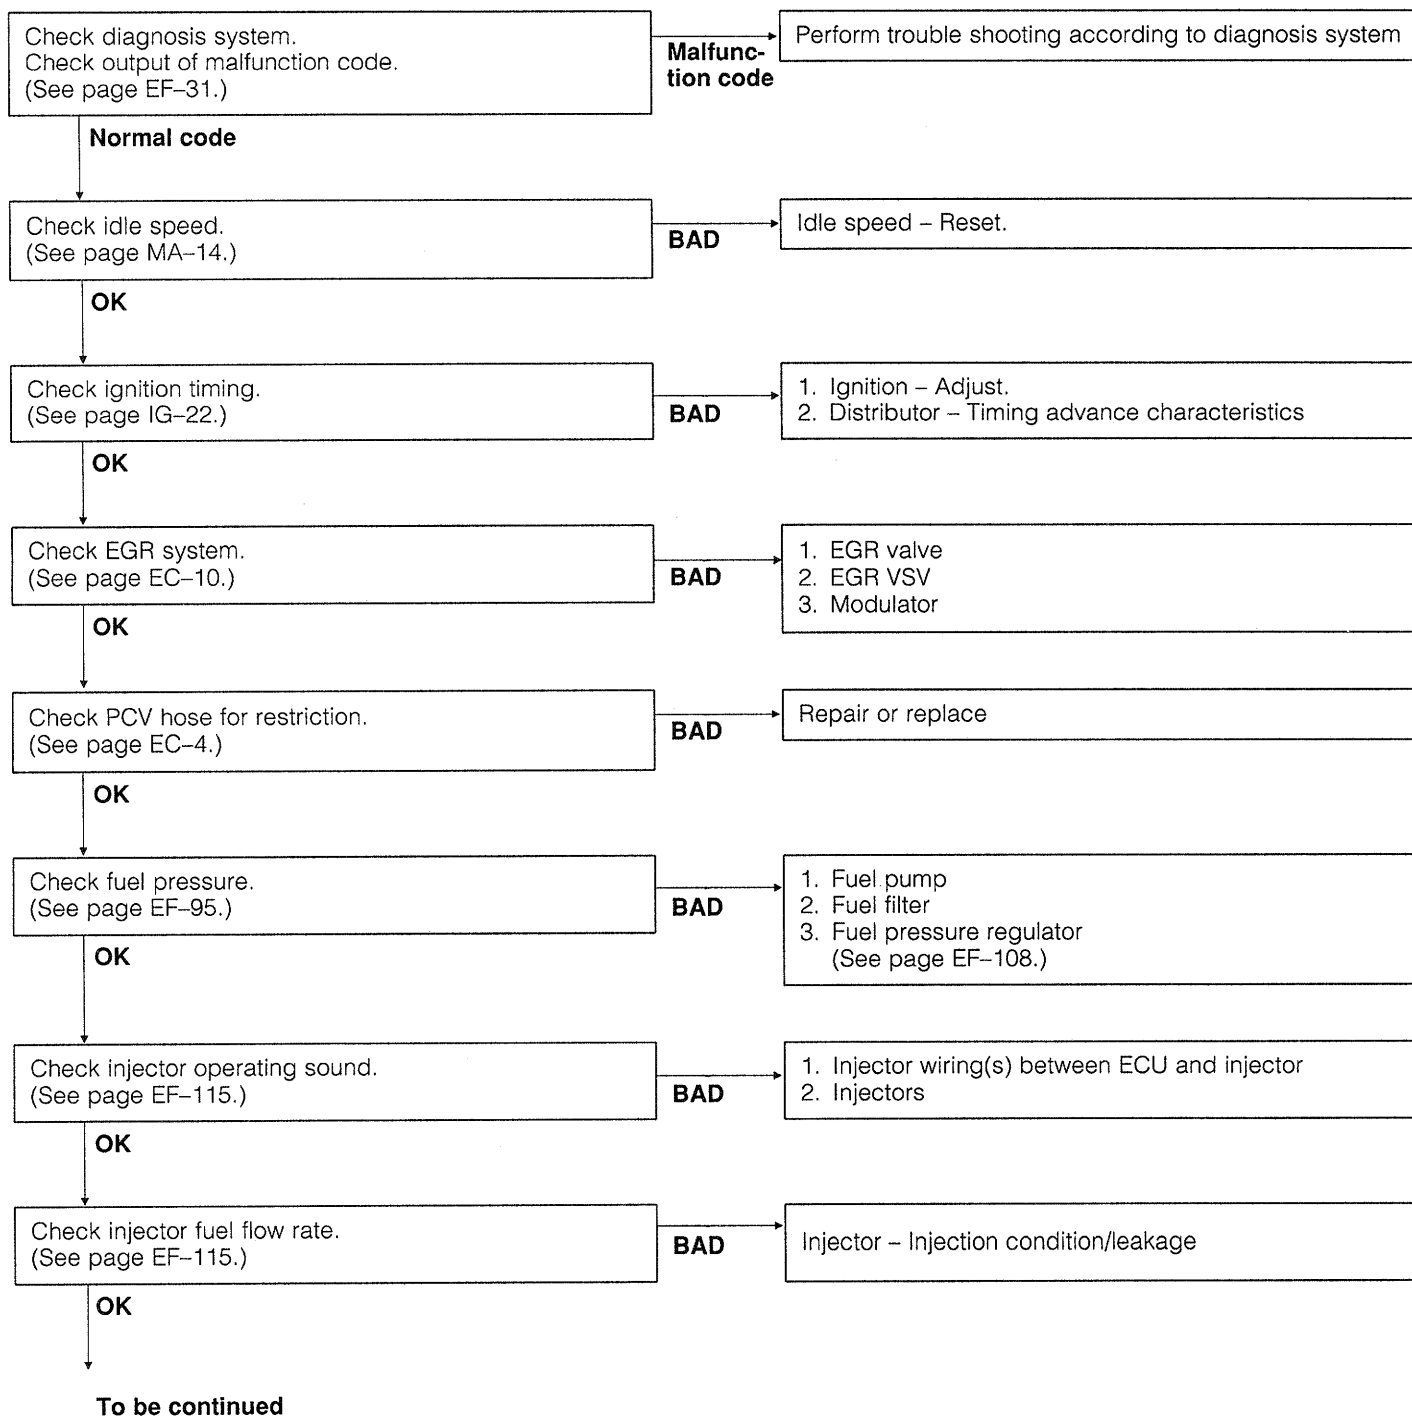 Check diagnosis system.
Check output of malfunction code.
(See page EF–31.)
Malfunc-
tion code
Perform trouble shooting according to diagnosis system
Normal code
Check idle speed.
(See page MA–14.)
BAD
Idle speed – Reset.
OK
Check ignition timing.
(See page IG–22.)
BAD
1. Ignition – Adjust.
2. Distributor – Timing advance characteristics
OK
Check EGR system.
(See page EC–10.)
BAD
1. EGR valve
2. EGR VSV
3. Modulator
OK
Check PCV hose for restriction.
(See page EC–4.)
BAD
Repair or replace
OK
Check fuel pressure.
(See page EF–95.)
BAD
1. Fuel pump
2. Fuel filter
3. Fuel pressure regulator
(See page EF–108.)
OK
Check injector operating sound.
(See page EF–115.)
BAD
1. Injector wiring(s) between ECU and injector
2. Injectors
OK
Check injector fuel flow rate.
(See page EF–115.)
BAD
Injector – Injection condition/leakage
OK
To be continued